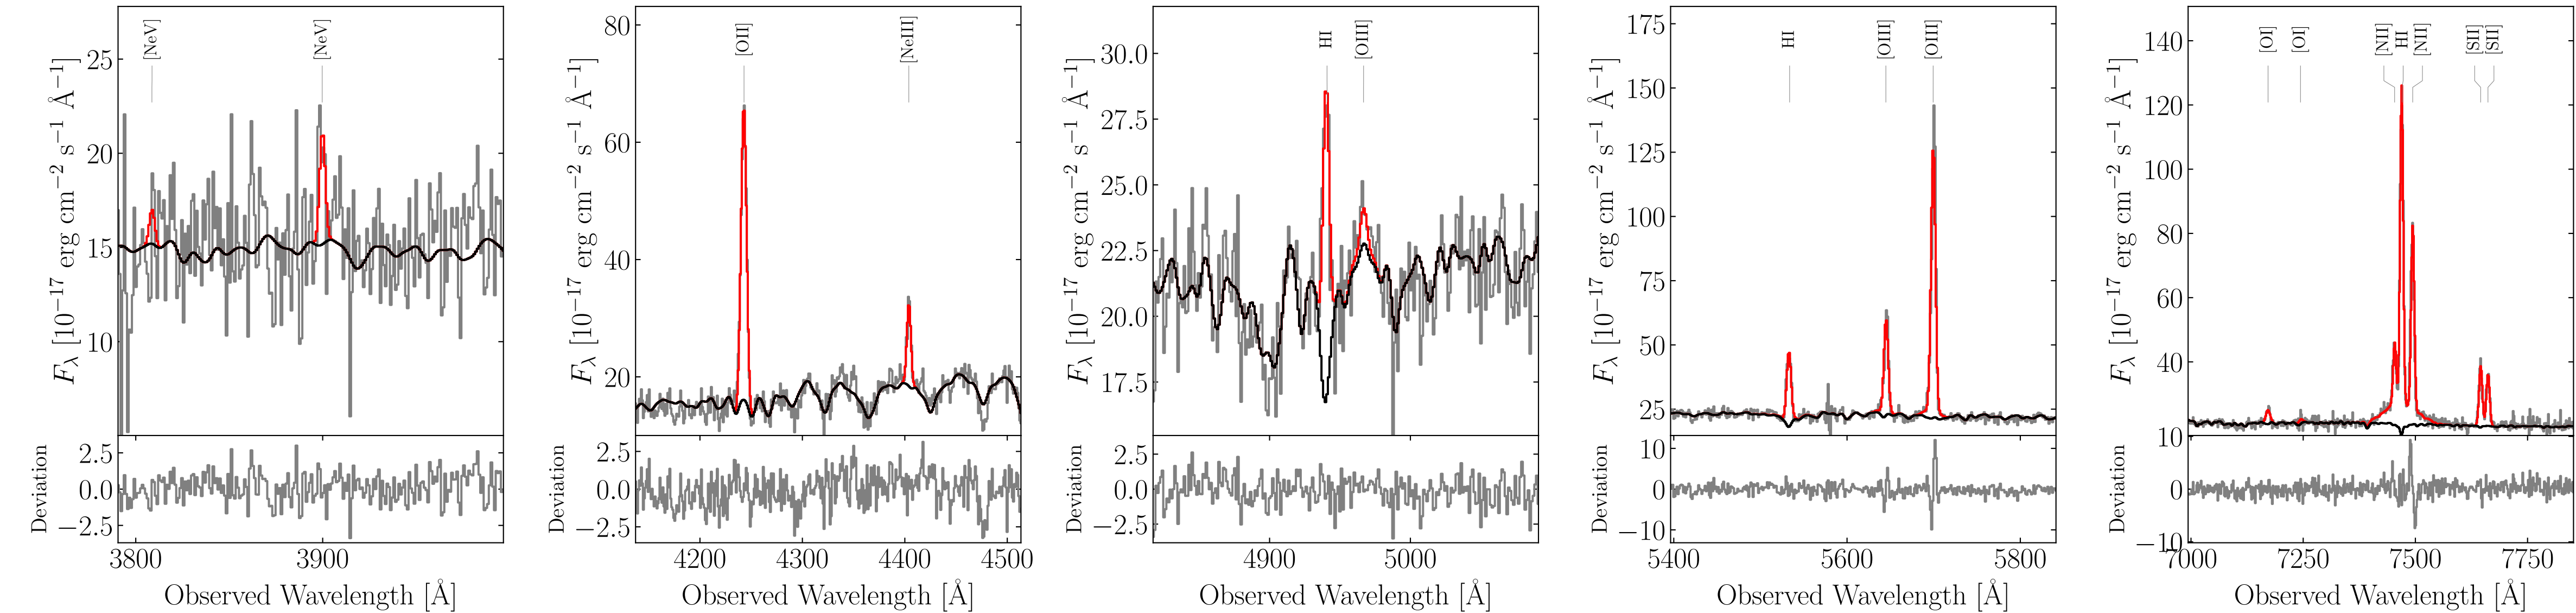 [NeV] [NeV]
25
20
15
10
Fλ [10−17 erg cm−2 s−1 Å−1]
2.5
0.0
−2.5
Deviation
3800 3900
Observed Wavelength [Å]
[OII] [NeIII]
80
60
40
20
Fλ [10−17 erg cm−2 s−1 Å−1]
2.5
0.0
−2.5
Deviation
4200 4300 4400 4500
Observed Wavelength [Å]
HI [OIII]
30.0
27.5
25.0
22.5
20.0
17.5
Fλ [10−17 erg cm−2 s−1 Å−1]
2.5
0.0
−2.5
Deviation
4900 5000
Observed Wavelength [Å]
HI [OIII] [OIII]
175
150
125
100
75
50
25
Fλ [10−17 erg cm−2 s−1 Å−1]
10
0
−10
Deviation
5400 5600 5800
Observed Wavelength [Å]
[OI] [OI] [NII] HI [NII] [SII] [SII]
140
120
100
80
60
40
Fλ [10−17 erg cm−2 s−1 Å−1]
10
0
−10
Deviation
7000 7250 7500 7750
Observed Wavelength [Å]